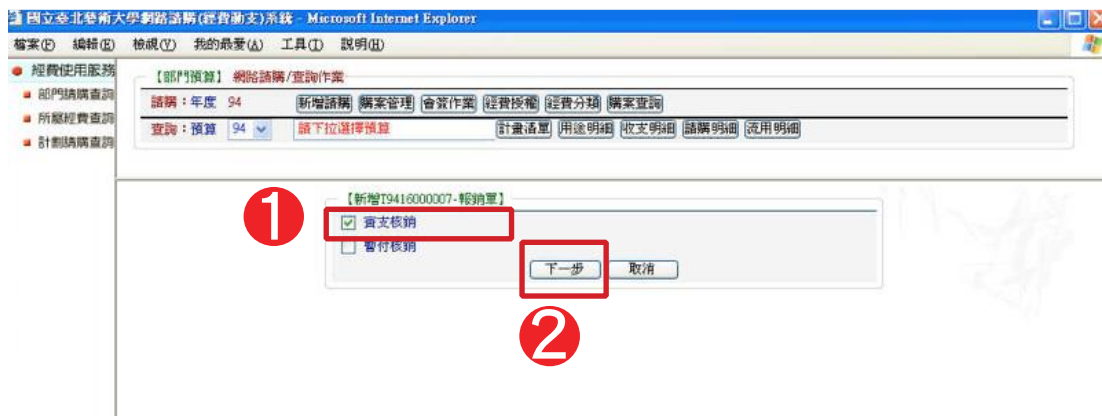 國立臺北藝術大學網路請購(經費動支)系統 - Microsoft Internet Explorer
檔案(F) 編輯(E) 檢視(V) 我的最愛(A) 工具(T) 說明(H)
經費使用服務
部門請購查詢
所屬經費查詢
計劃請購查詢
【部門預算】 網路請購/查詢作業
請購：年度 94 新增請購 購案管理 會簽作業 經費授權 經費分類 購案查詢
查詢：預算 94 請下拉選擇預算 計畫清單 用途明細 收支明細 請購明細 流用明細
【新增T9416000007-報銷單】
1 實支核銷
暫付核銷
下一步 取消
2